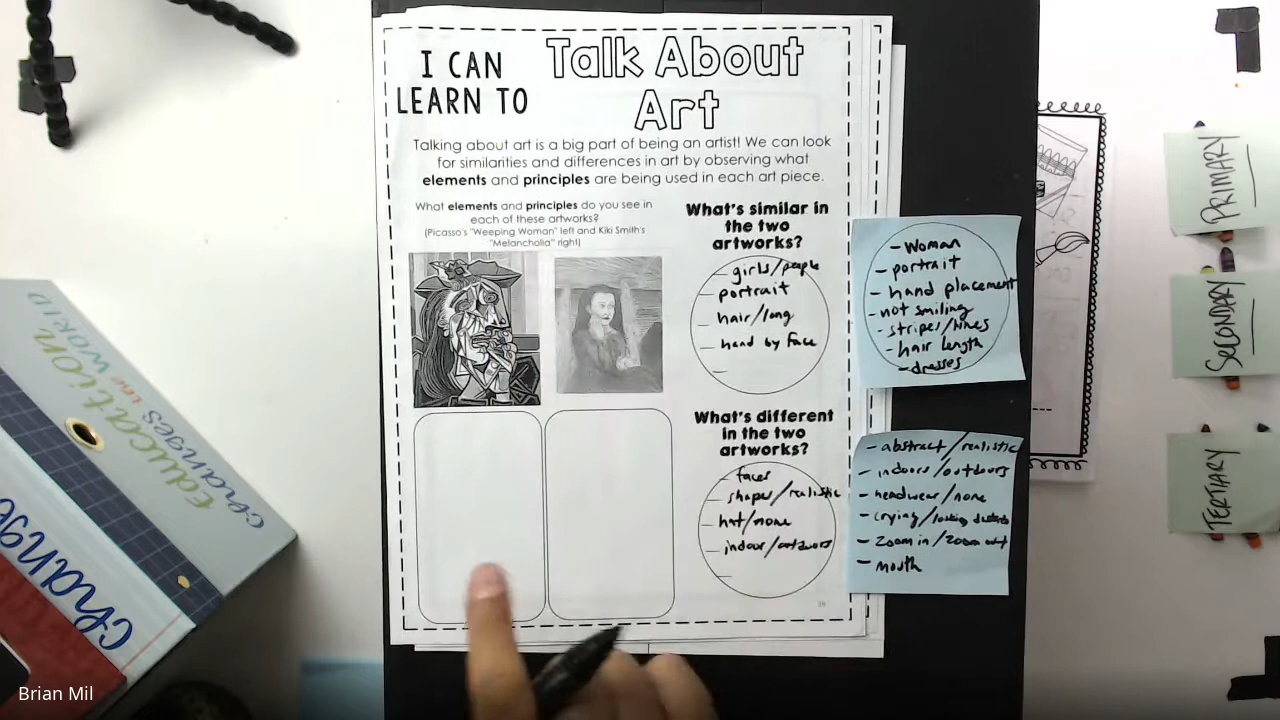 I CAN
LEARN TO
Talk About
Art
Talking about art is a big part of being an artist! We can look
for similarities and differences in art by observing what
elements and principles are being used in each art piece.
What elements and principles do you see in
each of these artworks?
(Picasso's "Weeping Woman" left and Kiki Smith's
"Melancholia" right)
What's similar in
the two
artworks?
- girls/people
- portrait
- hair/long
- hand by face
-
What's different
in the two
artworks?
- faces
- shapes/realistic
- hat/none
- indoor/outdoors
-
- woman
- portrait
- hand placement
- not smiling
- stripes/lines
- hair length
- dresses
- abstract/realistic
- indoors/outdoors
- headwear/none
- crying/looking
- zoom in/zoom out
- mouth
PRIMARY
SECONDARY
TERTIARY
Education
changes the WORLD
change
Brian Mil